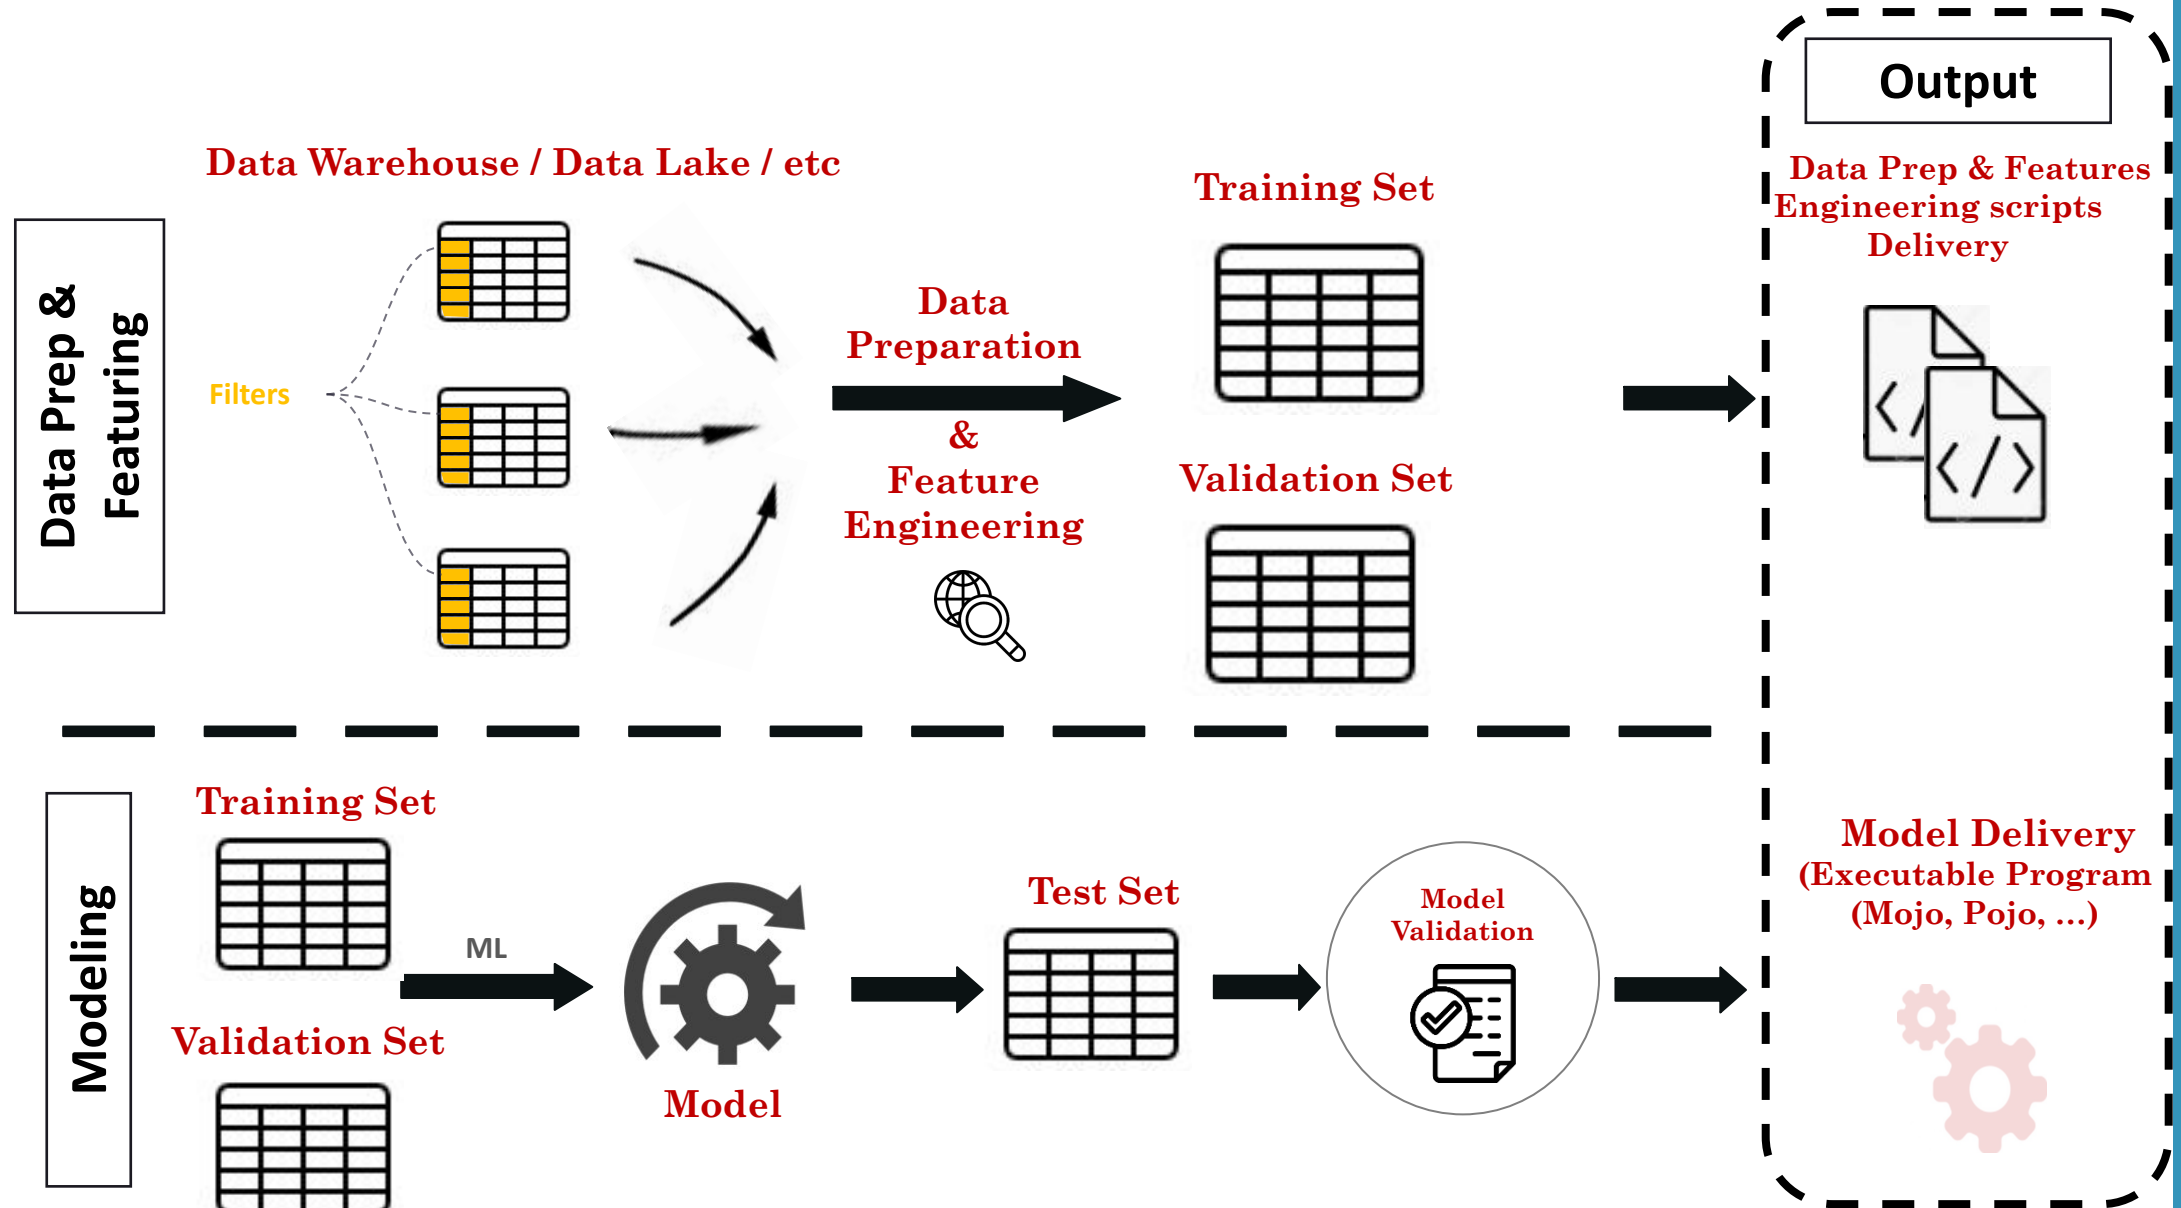 Output
Data Warehouse / Data Lake / etc
Training Set
Data Prep & Features
Engineering scripts
Delivery
Data Prep &
Featuring
Filters
Data
Preparation
&
Feature
Engineering
Validation Set
</>
</>
Modeling
Training Set
Validation Set
ML
Model
Test Set
Model
Validation
Model Delivery
(Executable Program
(Mojo, Pojo, ...)